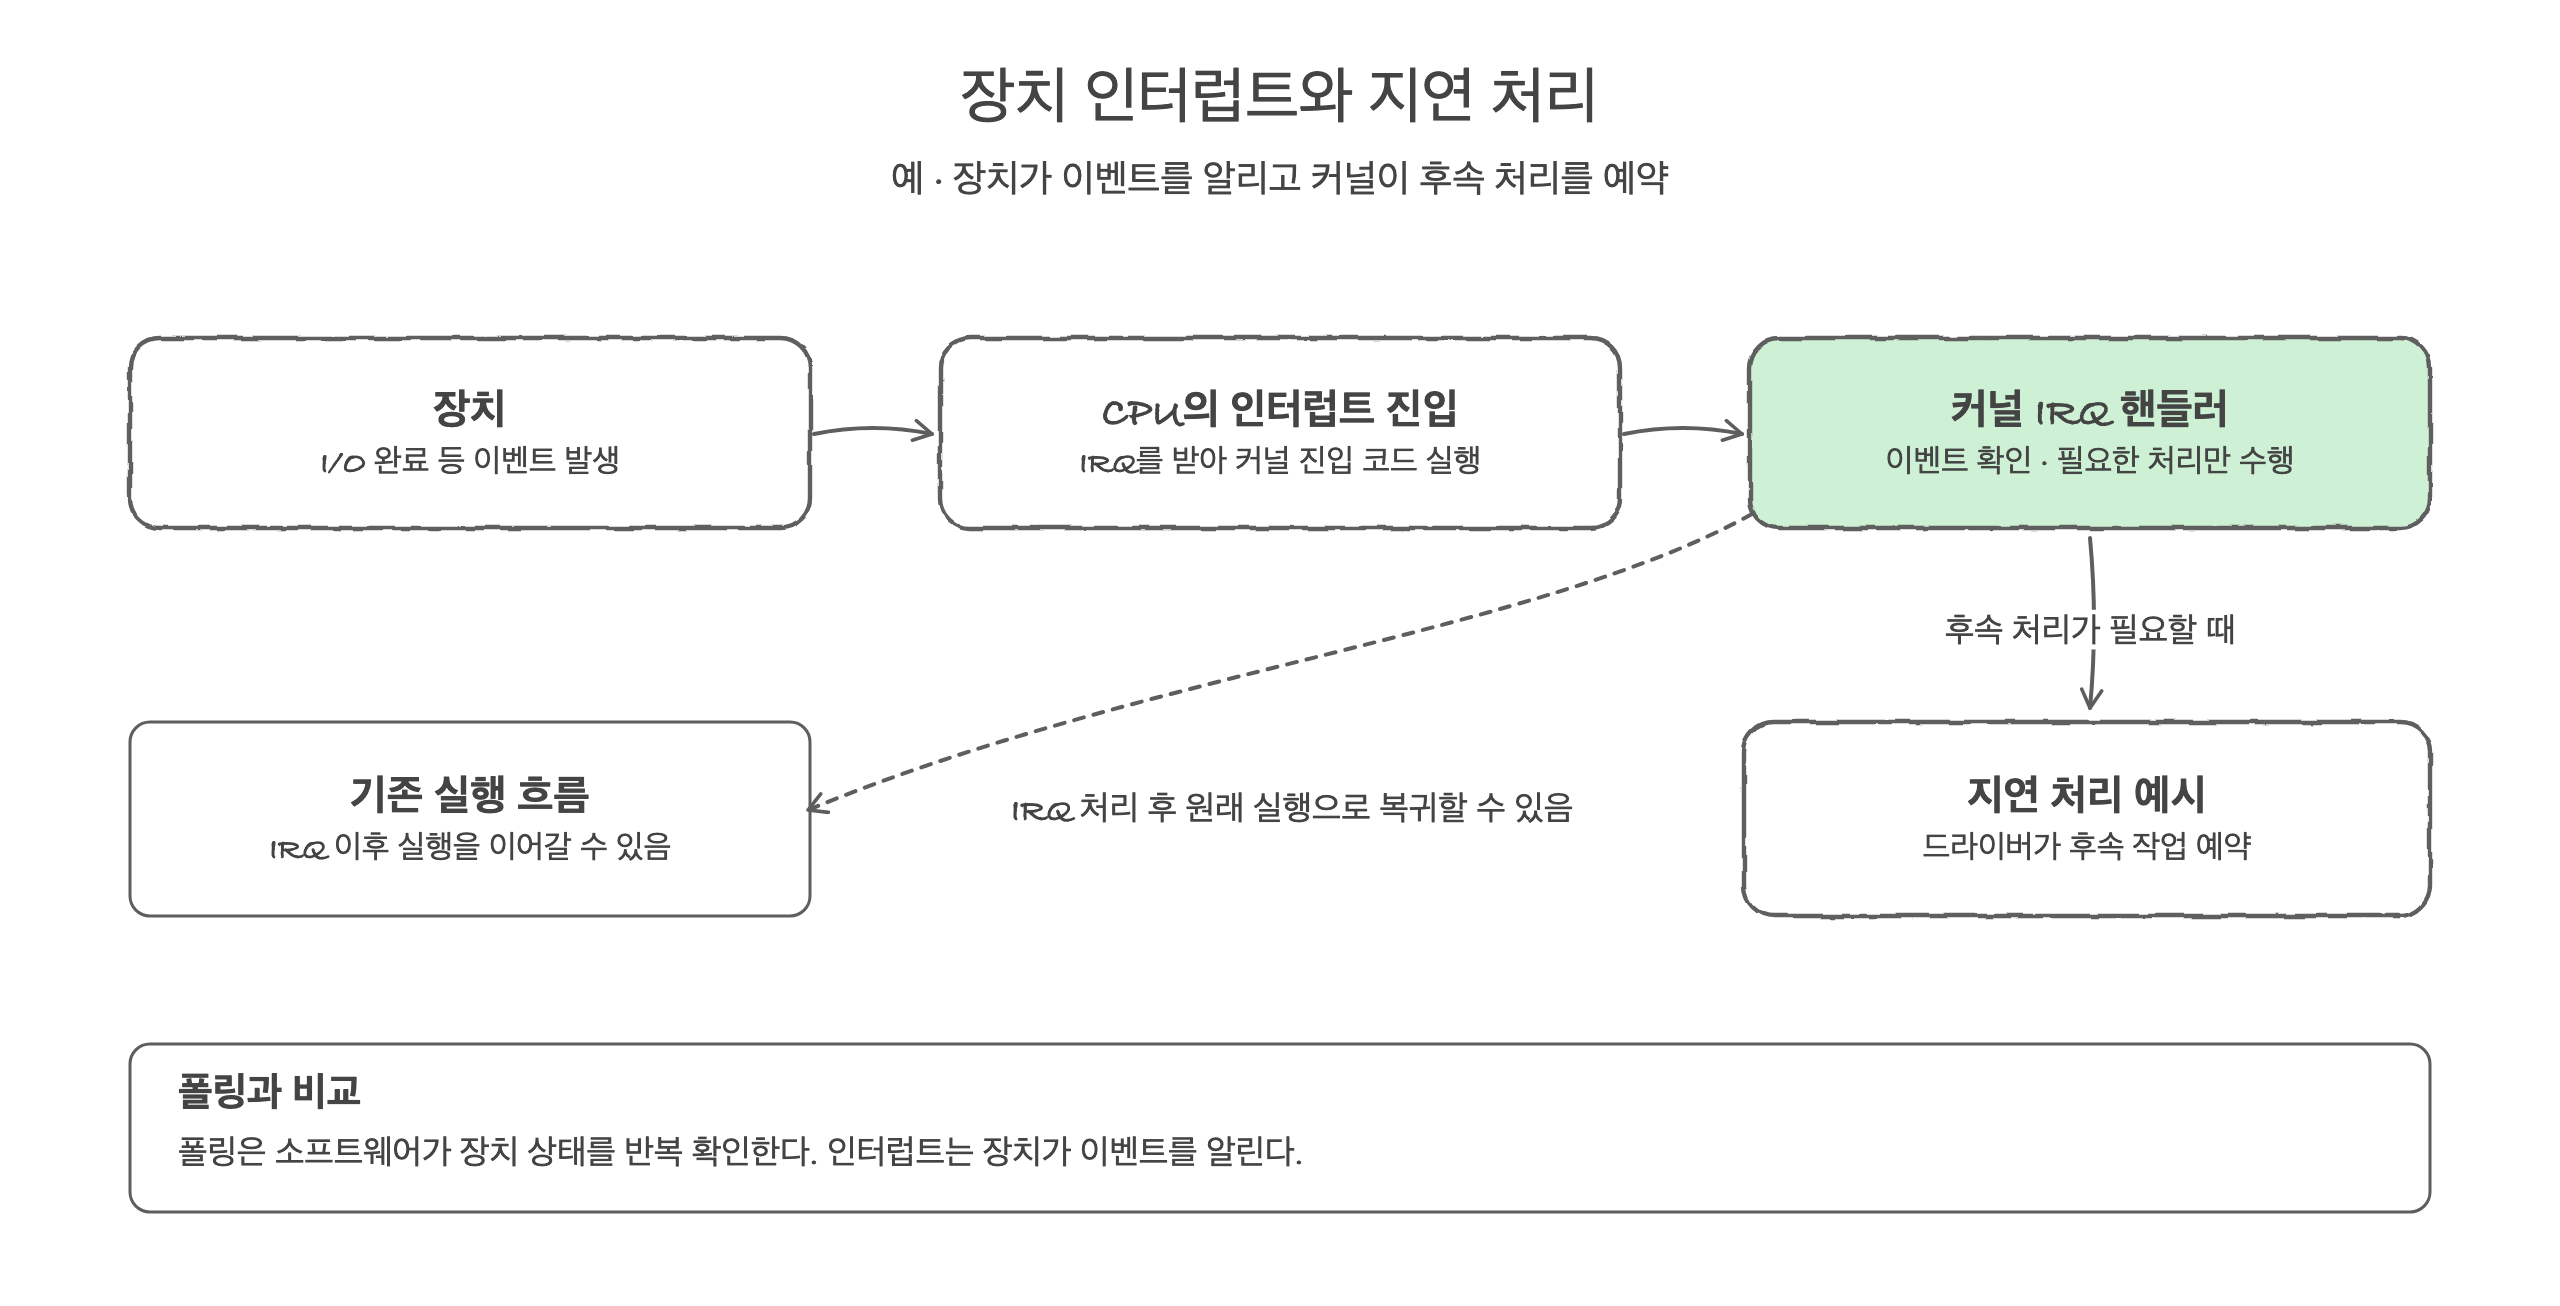 장치 인터럽트와 지연 처리
예 · 장치가 이벤트를 알리고 커널이 후속 처리를 예약
장치
I/O 완료 등 이벤트 발생
CPU의 인터럽트 진입
IRQ를 받아 커널 진입 코드 실행
커널 IRQ 핸들러
이벤트 확인 · 필요한 처리만 수행
후속 처리가 필요할 때
기존 실행 흐름
IRQ 이후 실행을 이어갈 수 있음
IRQ 처리 후 원래 실행으로 복귀할 수 있음
지연 처리 예시
드라이버가 후속 작업 예약
폴링과 비교
폴링은 소프트웨어가 장치 상태를 반복 확인한다. 인터럽트는 장치가 이벤트를 알린다.